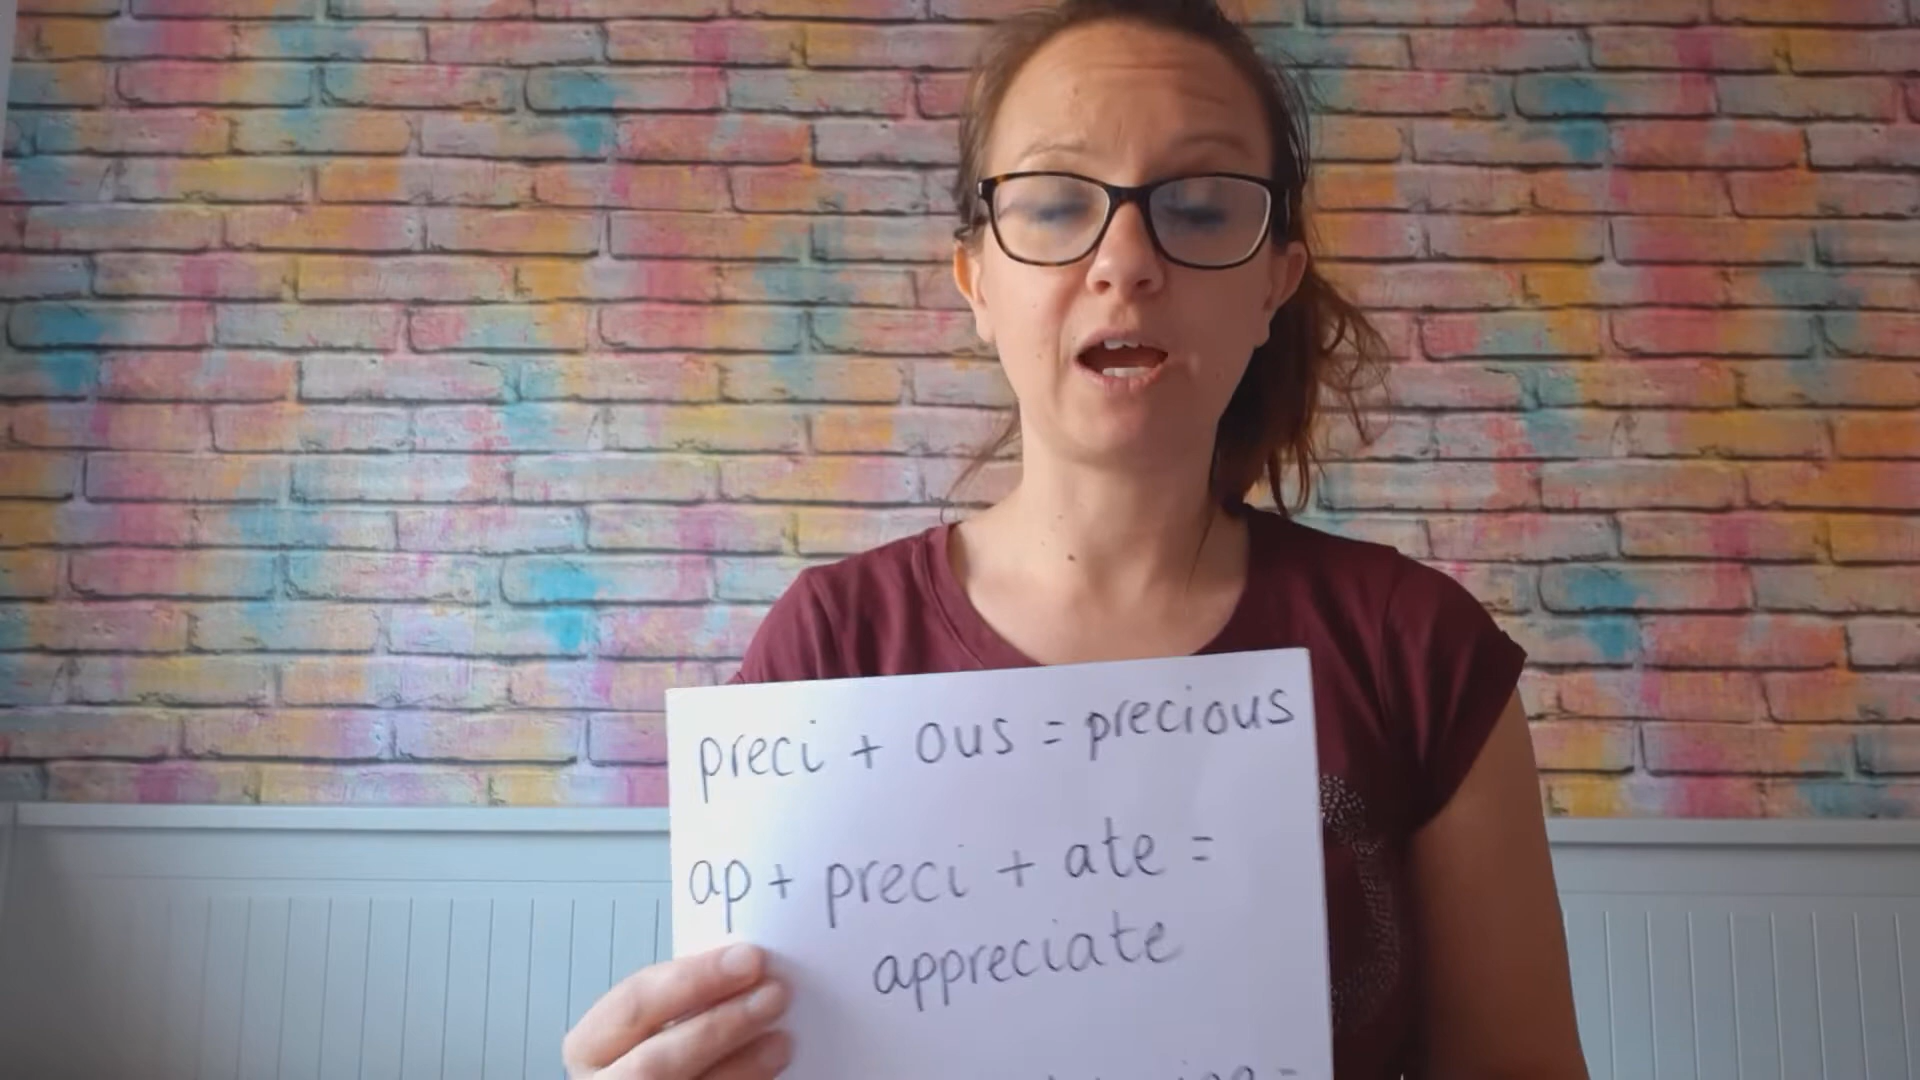 preci + ous = precious
ap + preci + ate =
appreciate